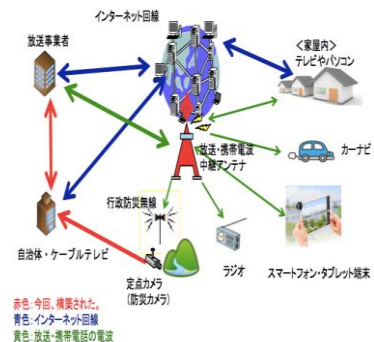 インターネット回線
放送事業者
<家屋内>
テレビやパソコン
放送・携帯電波
中継アンテナ
カーナビ
行政防災無線
自治体・ケーブルテレビ
定点カメラ
(防災カメラ)
ラジオ
スマートフォン・タブレット端末
赤色:今回、構築された。
青色:インターネット回線
黄色:放送・携帯電話の電波